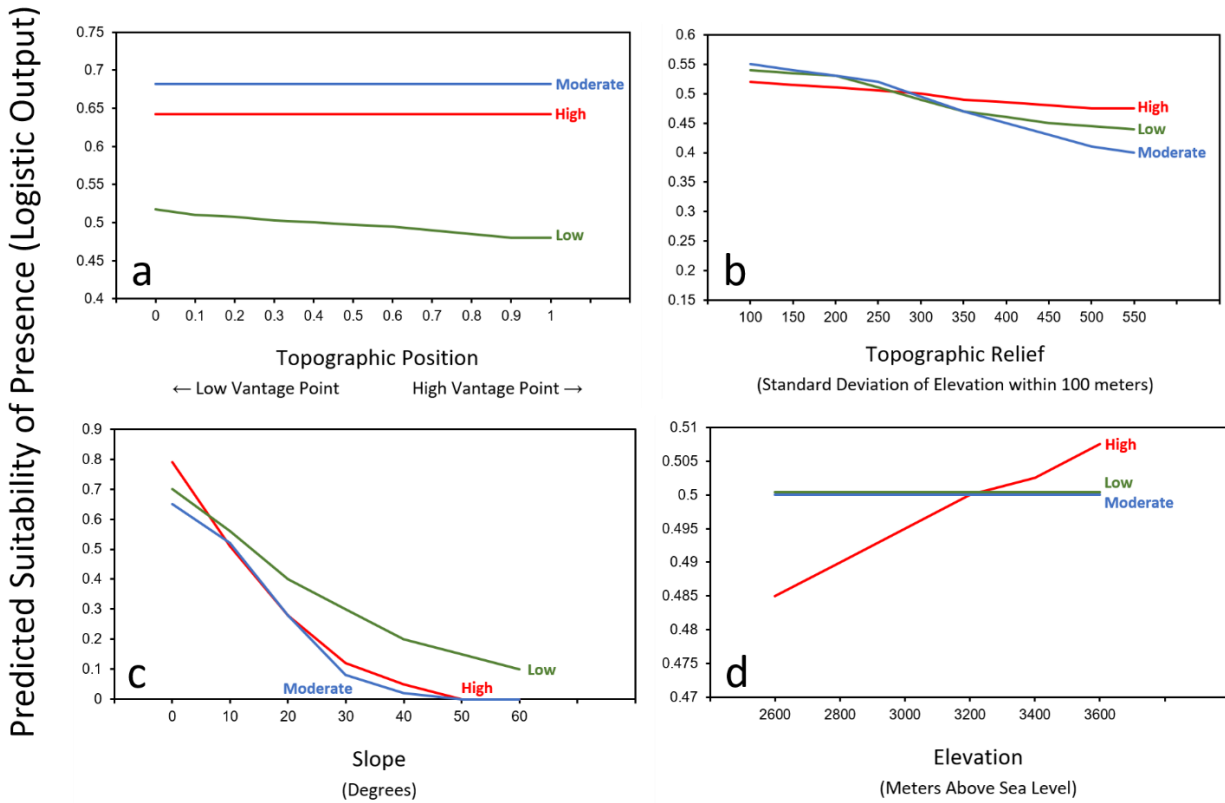 Predicted Suitability of Presence (Logistic Output)
0.75
0.7
0.65
0.6
0.55
0.5
0.45
0.4
Moderate
High
Low
a
0 0.1 0.2 0.3 0.4 0.5 0.6 0.7 0.8 0.9 1
Topographic Position
← Low Vantage Point High Vantage Point →
0.6
0.55
0.5
0.45
0.4
0.35
0.3
0.25
0.2
0.15
High
Low
Moderate
b
100 150 200 250 300 350 400 450 500 550
Topographic Relief
(Standard Deviation of Elevation within 100 meters)
0.9
0.8
0.7
0.6
0.5
0.4
0.3
0.2
0.1
0
Low
Moderate
High
c
0 10 20 30 40 50 60
Slope
(Degrees)
0.51
0.505
0.5
0.495
0.49
0.485
0.48
0.475
0.47
High
Low
Moderate
d
2600 2800 3000 3200 3400 3600
Elevation
(Meters Above Sea Level)